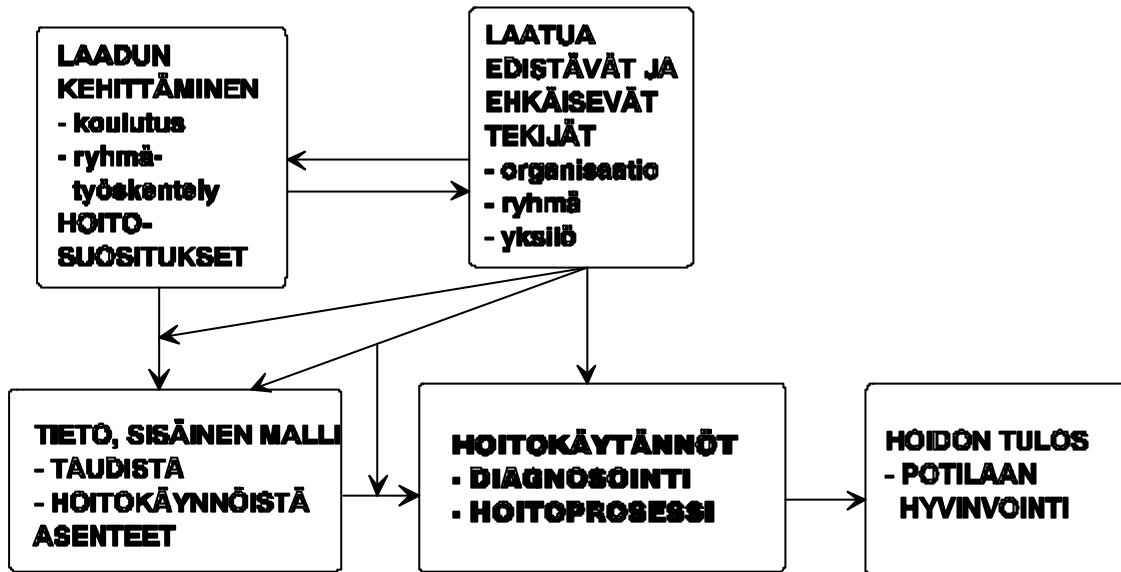 LAADUN
KEHITTÄMINEN
- koulutus
- ryhmä-
työskentely
HOITO-
SUOSITUKSET
LAATUA
EDISTÄVÄT JA
EHKÄISEVÄT
TEKIJÄT
- organisaatio
- ryhmä
- yksilö
TIETO, SISÄINEN MALLI
- TAUDISTA
- HOITOKÄYNNÖISTÄ
ASENTEET
HOITOKÄYTÄNNÖT
- DIAGNOSOINTI
- HOITOPROSESSI
HOIDON TULOS
- POTILAAN
HYVINVOINTI